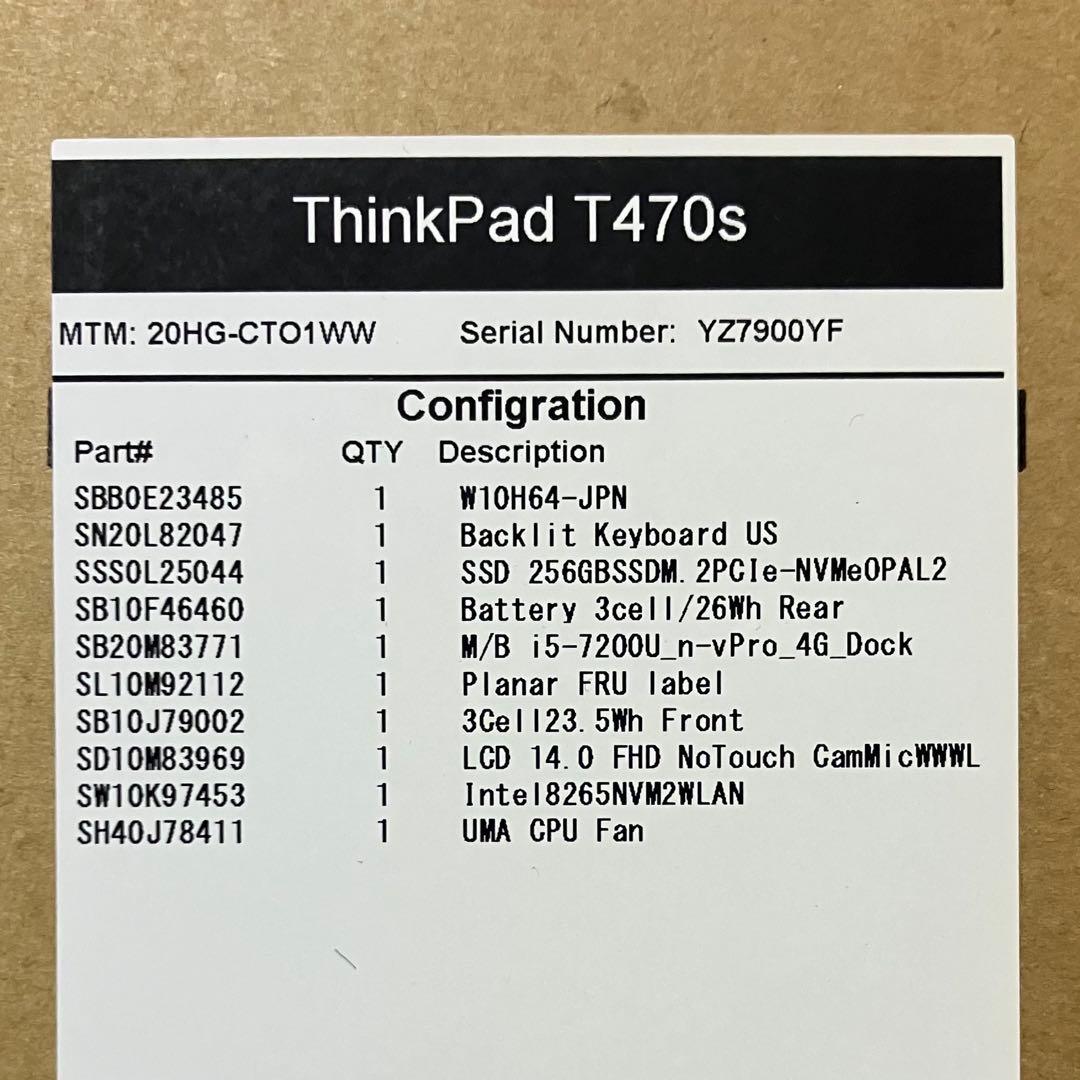 ThinkPad T470s
MTM: 20HG-CTO1WW Serial Number: YZ7900YF
Configration
Part# QTY Description
SBB0E23485 1 W10H64-JPN
SN20L82047 1 Backlit Keyboard US
SSS0L25044 1 SSD 256GBSSDM.2PCIe-NVMeOPAL2
SB10F46460 1 Battery 3cell/26Wh Rear
SB20M83771 1 M/B i5-7200U_n-vPro_4G_Dock
SL10M92112 1 Planar FRU label
SB10J79002 1 3Cell23.5Wh Front
SD10M83969 1 LCD 14.0 FHD NoTouch CamMicWWWL
SW10K97453 1 Intel8265NVM2WLAN
SH40J78411 1 UMA CPU Fan